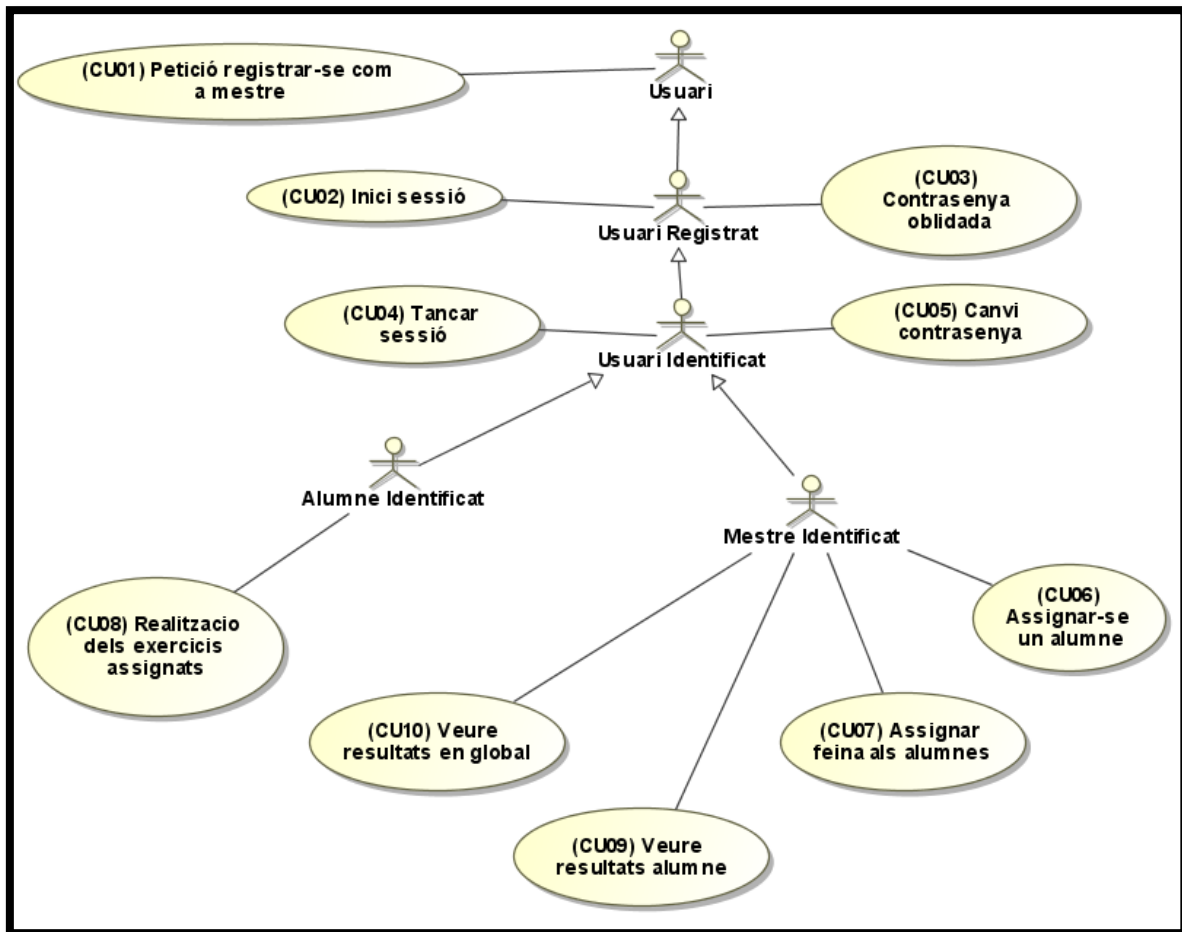 (CU01) Petició registrar-se com
a mestre
Usuari
(CU02) Inici sessió
Usuari Registrat
(CU03)
Contrasenya
oblidada
(CU04) Tancar
sessió
Usuari Identificat
(CU05) Canvi
contrasenya
Alumne Identificat
Mestre Identificat
(CU08) Realitzacio
dels exercicis
assignats
(CU06)
Assignar-se
un alumne
(CU10) Veure
resultats en global
(CU07) Assignar
feina als alumnes
(CU09) Veure
resultats alumne